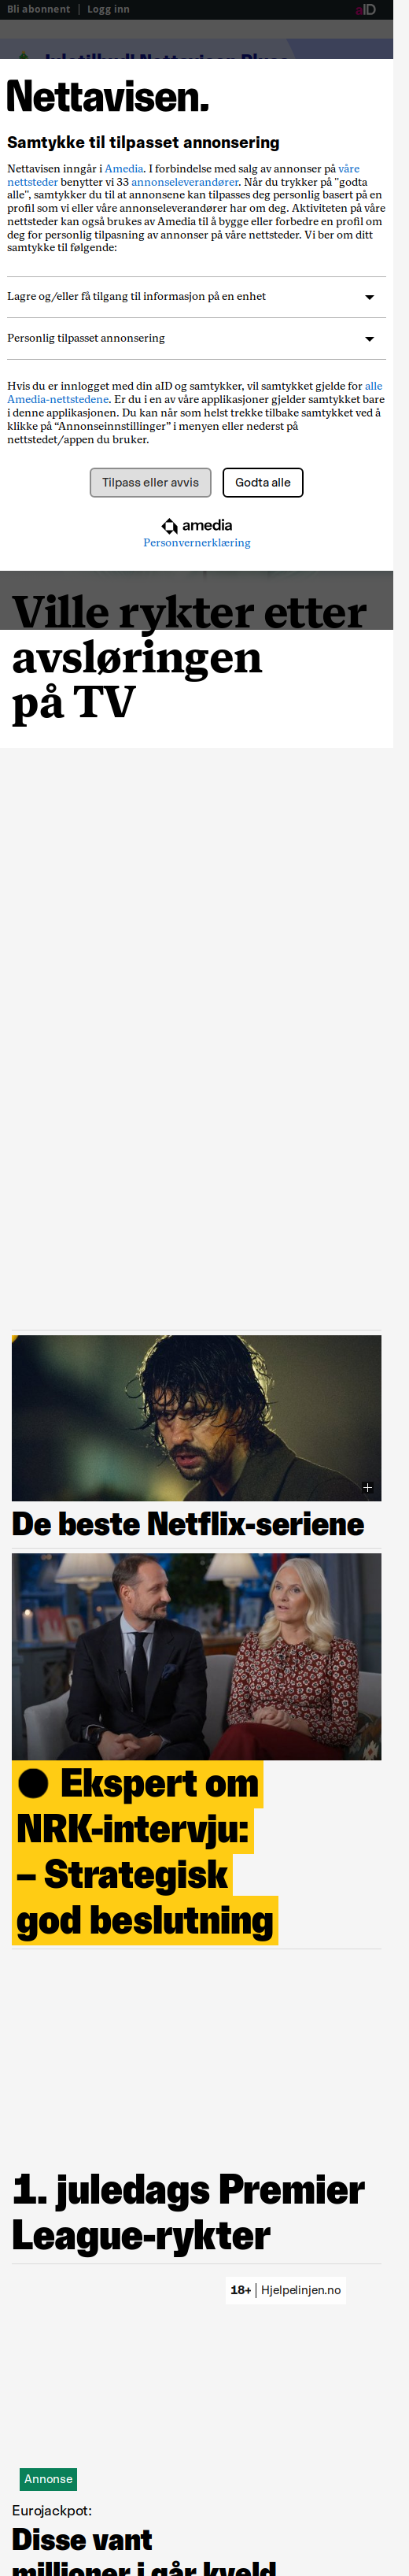 Bli abonnent | Logg inn
aID
Nettavisen.
Samtykke til tilpasset annonsering
Nettavisen inngår i Amedia. I forbindelse med salg av annonser på våre
nettsteder benytter vi 33 annonseleverandører. Når du trykker på "godta
alle", samtykker du til at annonsene kan tilpasses deg personlig basert på en
profil som vi eller våre annonseleverandører har om deg. Aktiviteten på våre
nettsteder kan også brukes av Amedia til å bygge eller forbedre en profil om
deg for personlig tilpasning av annonser på våre nettsteder. Vi ber om ditt
samtykke til følgende:
Lagre og/eller få tilgang til informasjon på en enhet
Personlig tilpasset annonsering
Hvis du er innlogget med din aID og samtykker, vil samtykket gjelde for alle
Amedia-nettstedene. Er du i en av våre applikasjoner gjelder samtykket bare
i denne applikasjonen. Du kan når som helst trekke tilbake samtykket ved å
klikke på “Annonseinnstillinger” i menyen eller nederst på
nettstedet/appen du bruker.
Tilpass eller avvis
Godta alle
amedia
Personvernerklæring
Ville rykter etter
avsløringen
på TV
De beste Netflix-seriene
Ekspert om
NRK-intervju:
– Strategisk
god beslutning
1. juledags Premier
League-rykter
18+ | Hjelpelinjen.no
Annonse
Eurojackpot:
Disse vant
millioner i går kveld